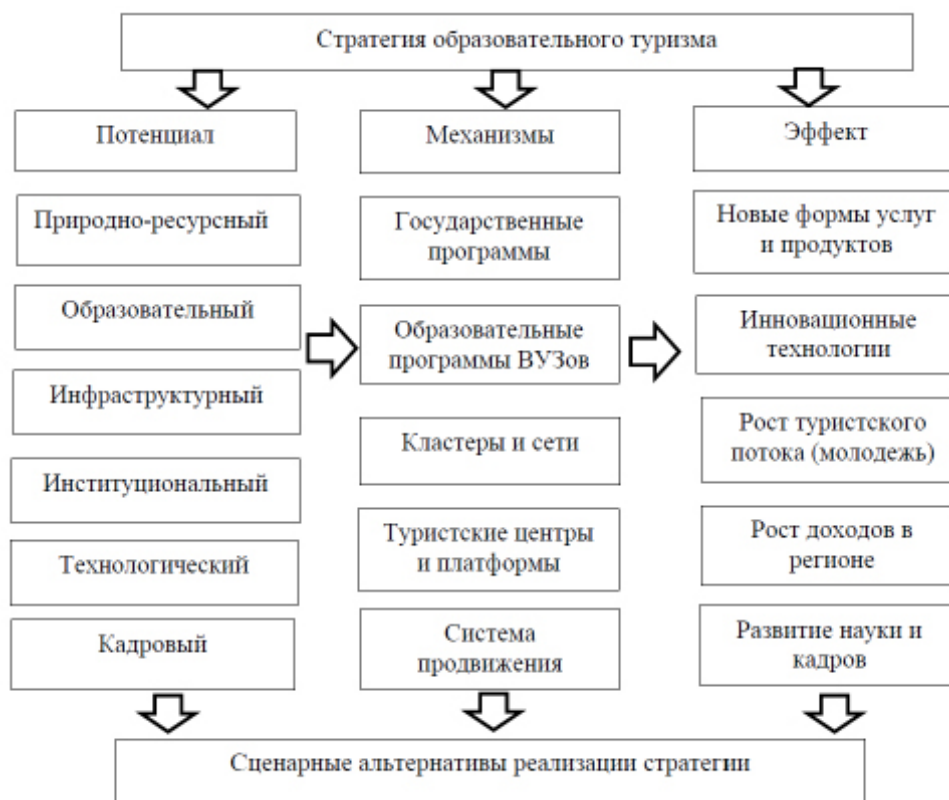 Стратегия образовательного туризма
Потенциал
Механизмы
Эффект
Природно-ресурсный
Государственные
программы
Новые формы услуг
и продуктов
Образовательный
Образовательные
программы ВУЗов
Инновационные
технологии
Инфраструктурный
Кластеры и сети
Рост туристского
потока (молодежь)
Институциональный
Туристские центры
и платформы
Рост доходов в
регионе
Технологический
Кадровый
Система
продвижения
Развитие науки и
кадров
Сценарные альтернативы реализации стратегии